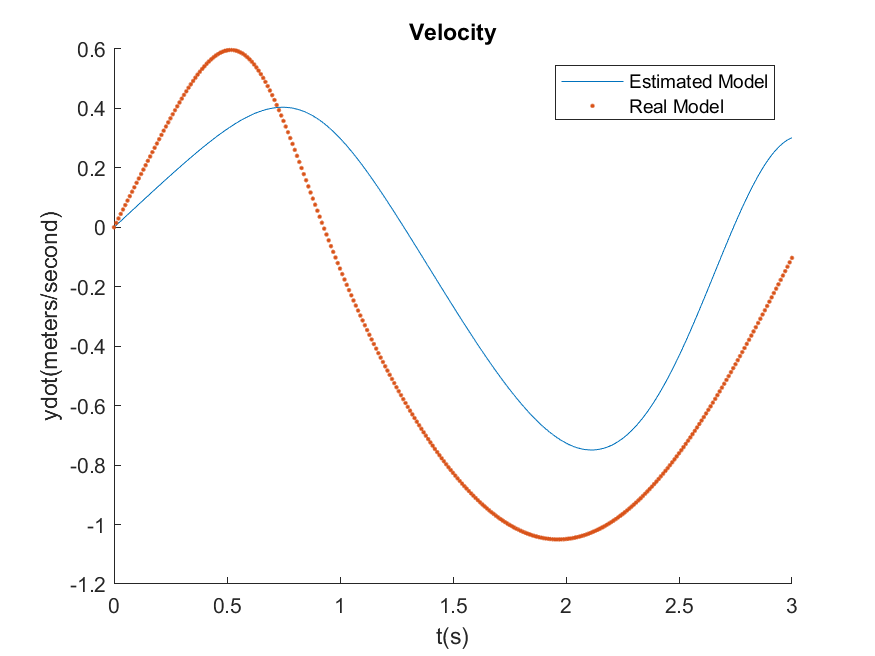 Velocity
Estimated Model
Real Model
ydot(meters/second)
0.6
0.4
0.2
0
-0.2
-0.4
-0.6
-0.8
-1
-1.2
0 0.5 1 1.5 2 2.5 3
t(s)